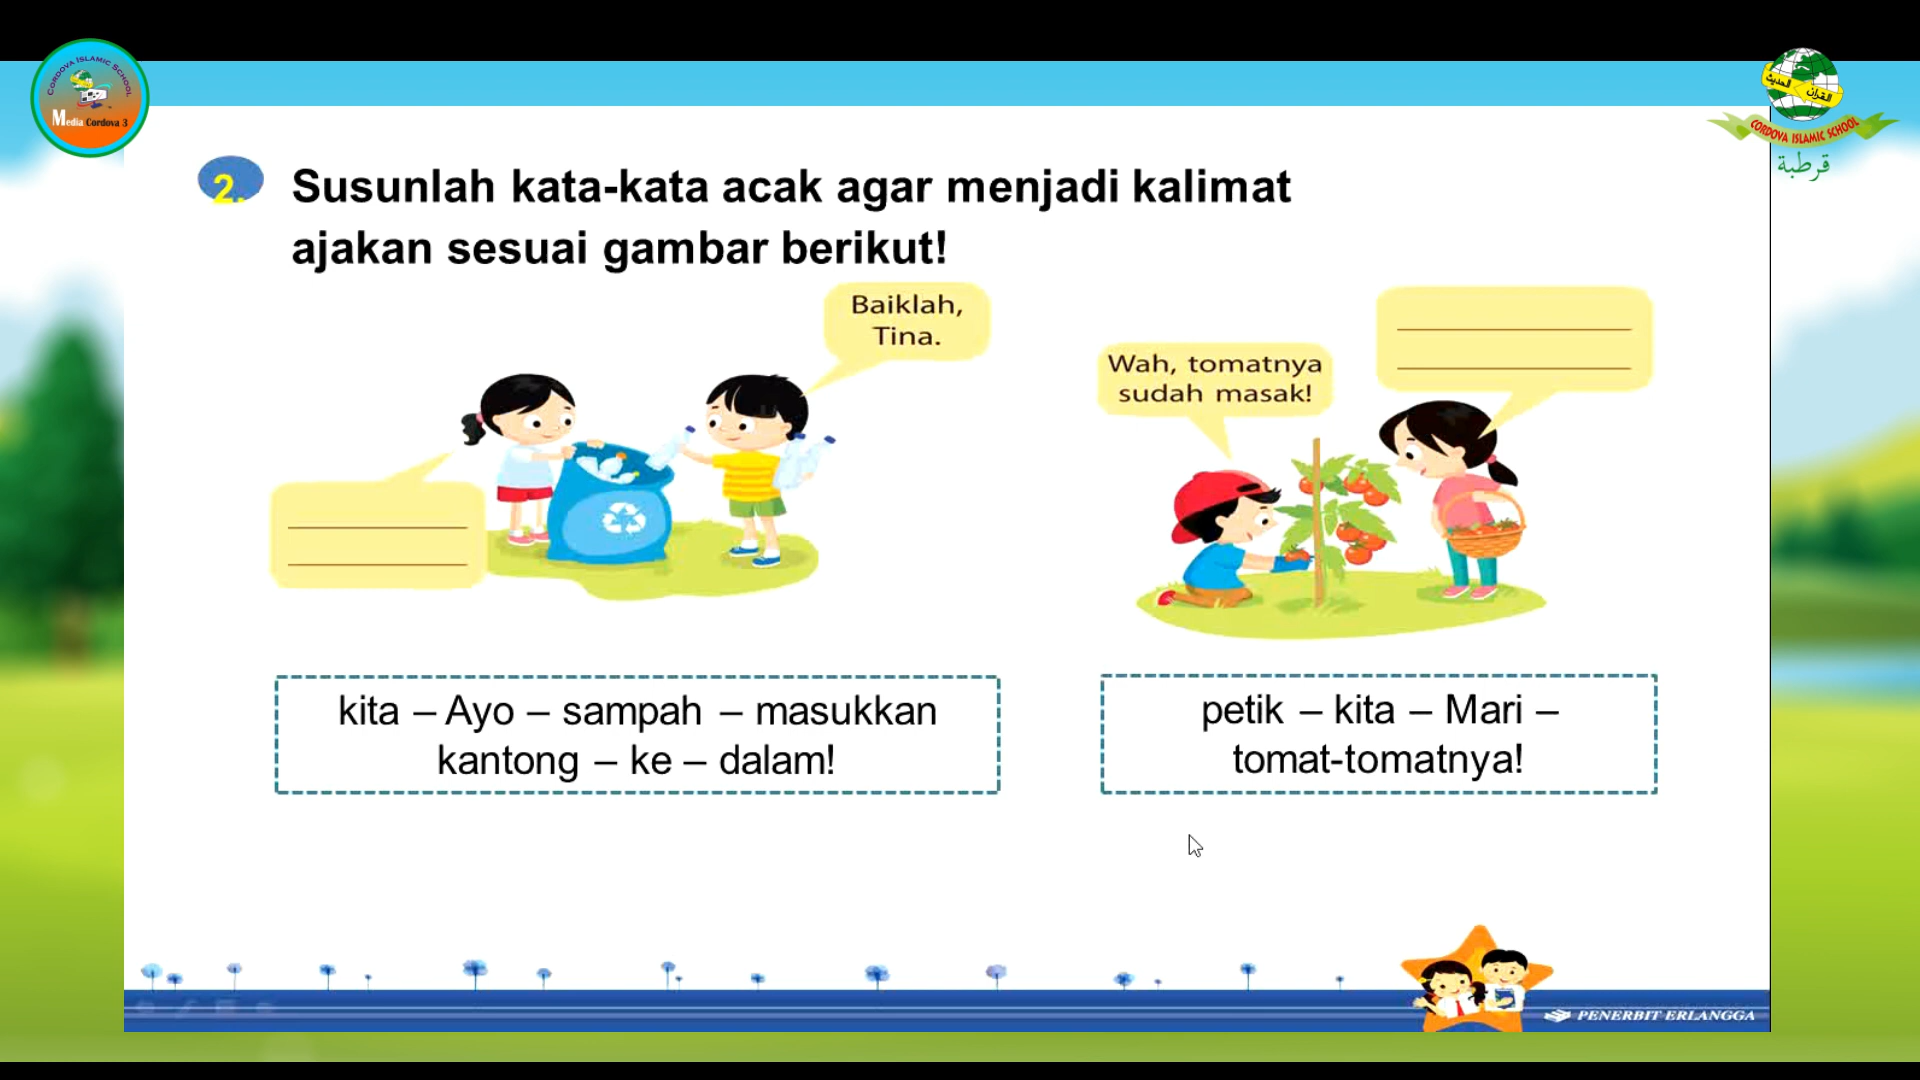 CORDOVA ISLAMIC SCHOOL
Media Cordova 3
القرآن الحديث
CORDOVA ISLAMIC SCHOOL
قرطبة
2. Susunlah kata-kata acak agar menjadi kalimat
ajakan sesuai gambar berikut!
Baiklah,
Tina.
Wah, tomatnya
sudah masak!
kita – Ayo – sampah – masukkan
kantong – ke – dalam!
petik – kita – Mari –
tomat-tomatnya!
PENERBIT ERLANGGA